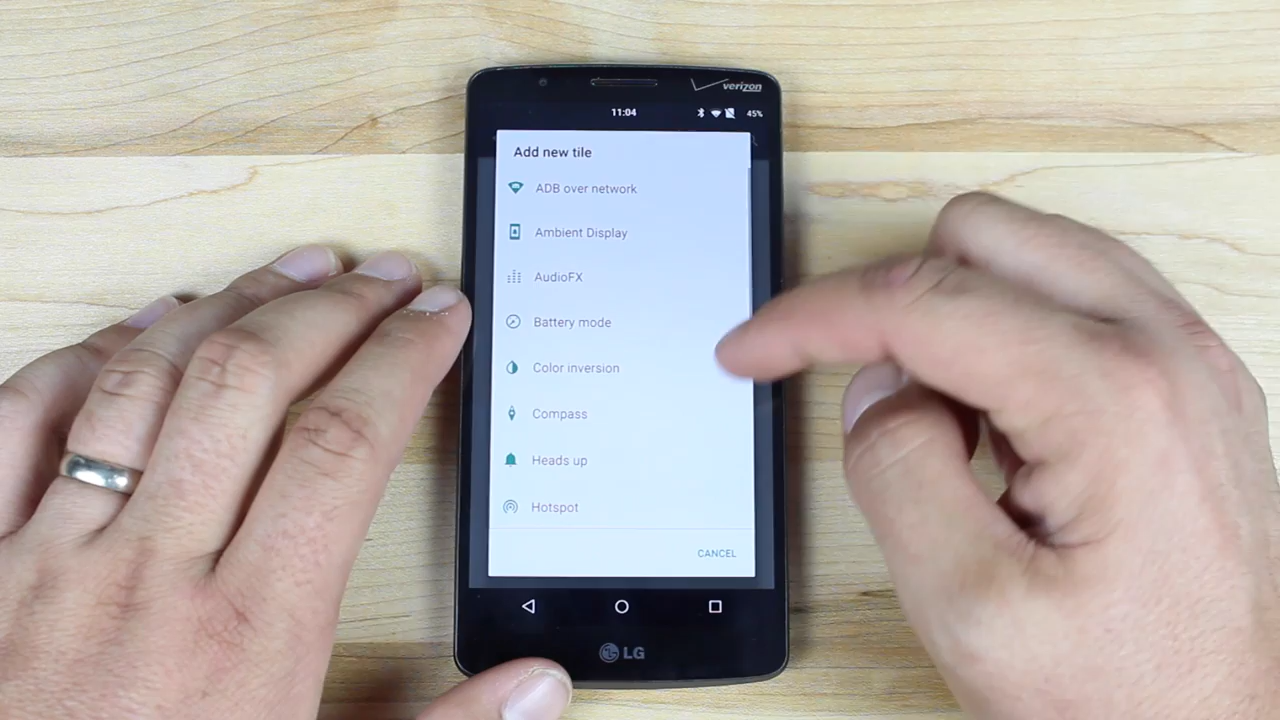 verizon
11:04 45%
Add new tile
ADB over network
Ambient Display
AudioFX
Battery mode
Color inversion
Compass
Heads up
Hotspot
CANCEL
LG